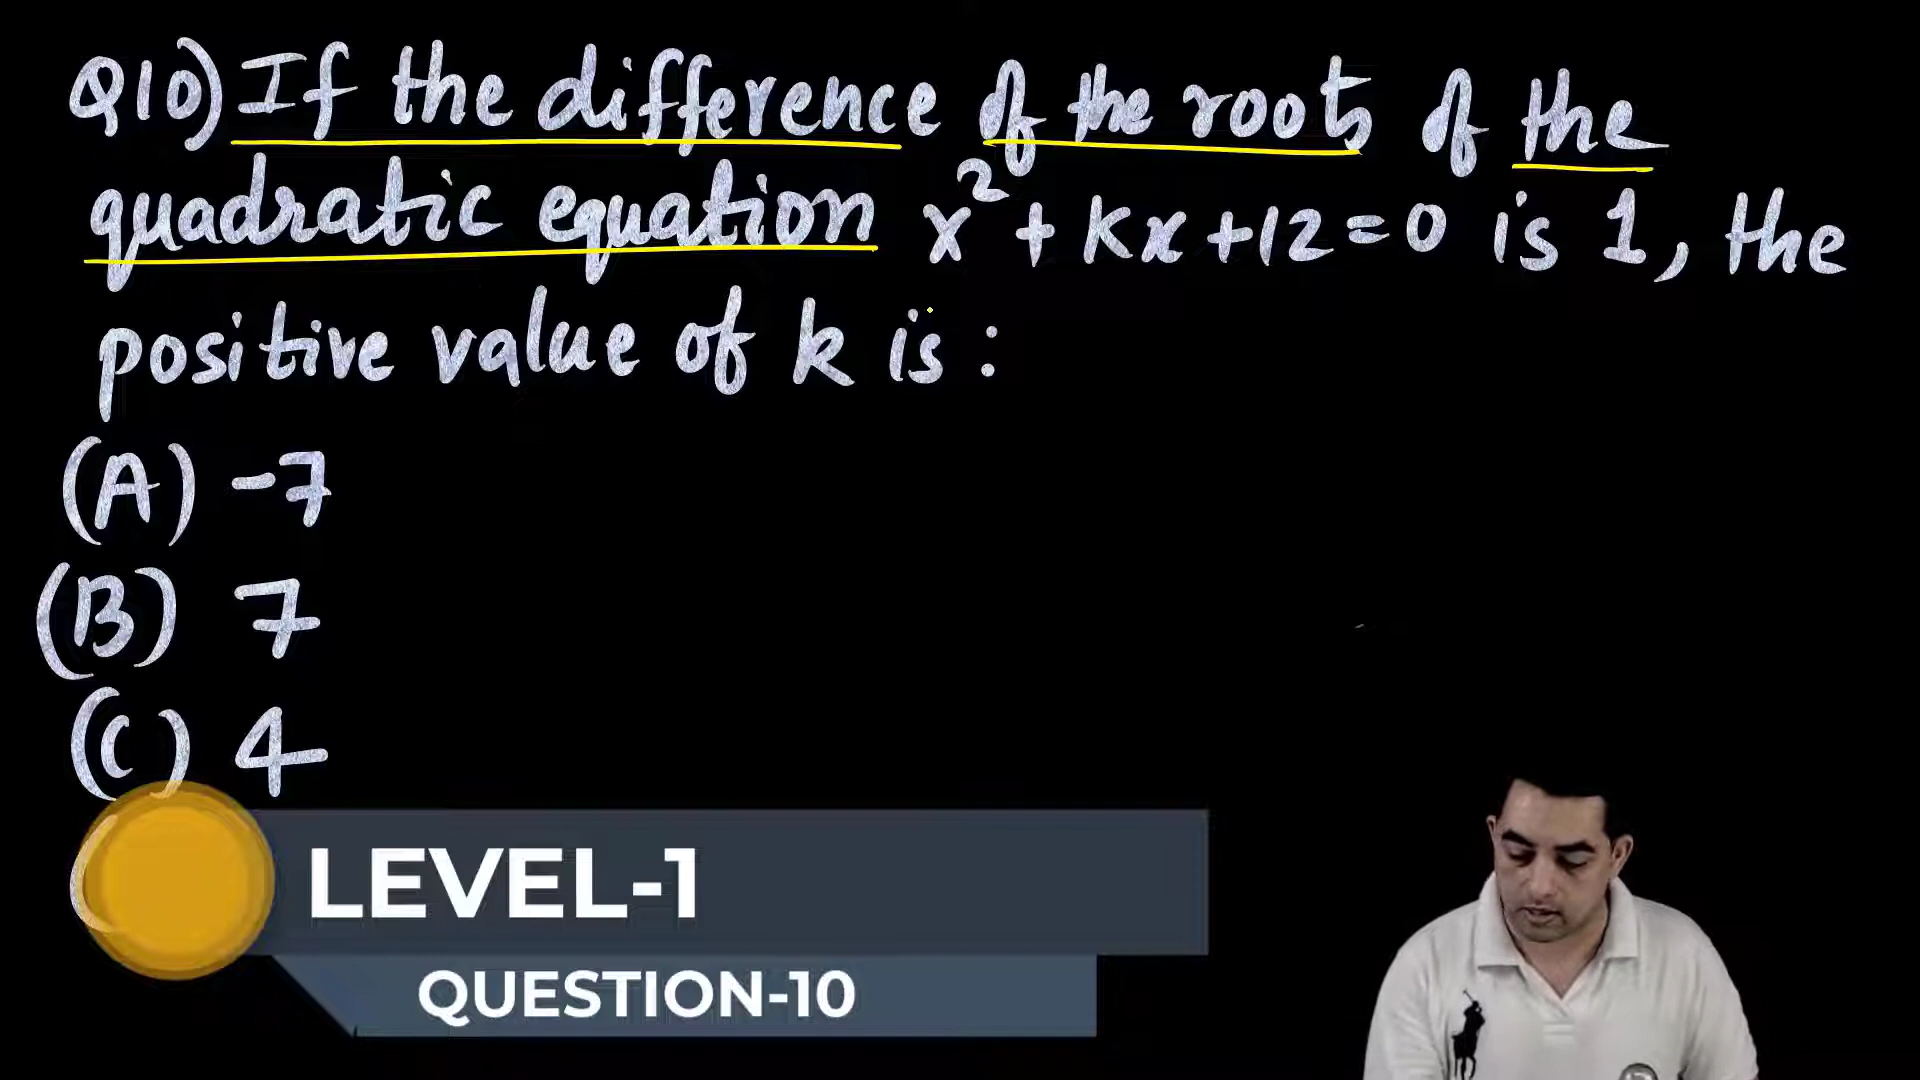 Q10) If the difference of the roots of the
quadratic equation x² + kx + 12 = 0 is 1, the
positive value of k is :
(A) -7
(B) 7
(C) 4
LEVEL-1
QUESTION-10